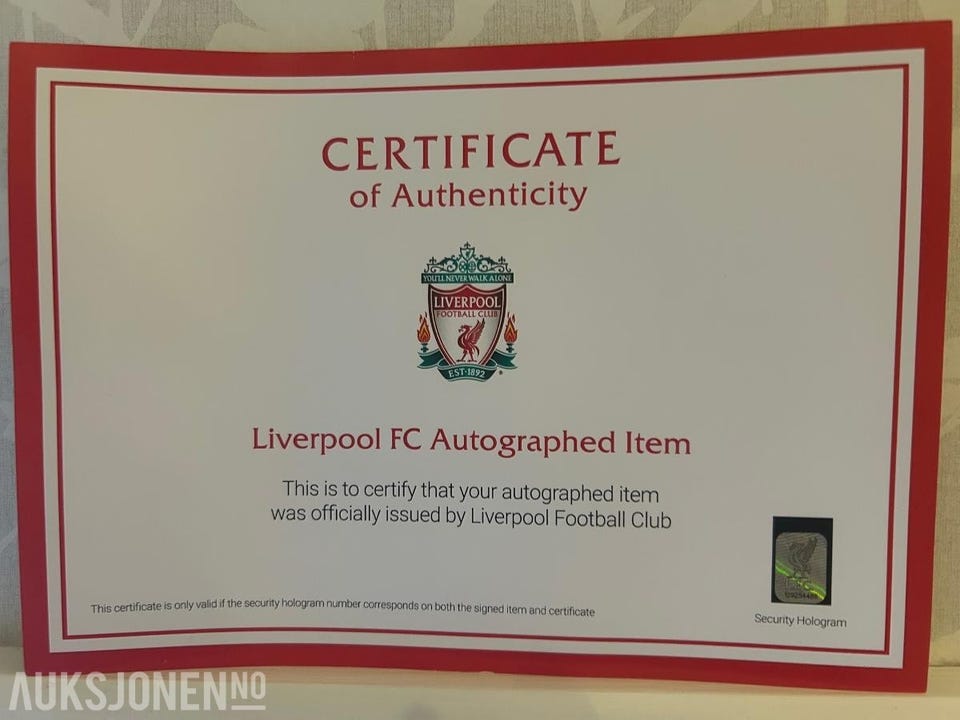 CERTIFICATE
of Authenticity
YOU'LL NEVER WALK ALONE
LIVERPOOL
FOOTBALL CLUB
EST·1892
Liverpool FC Autographed Item
This is to certify that your autographed item
was officially issued by Liverpool Football Club
This certificate is only valid if the security hologram number corresponds on both the signed item and certificate
Security Hologram
AUKSJONEN.NO